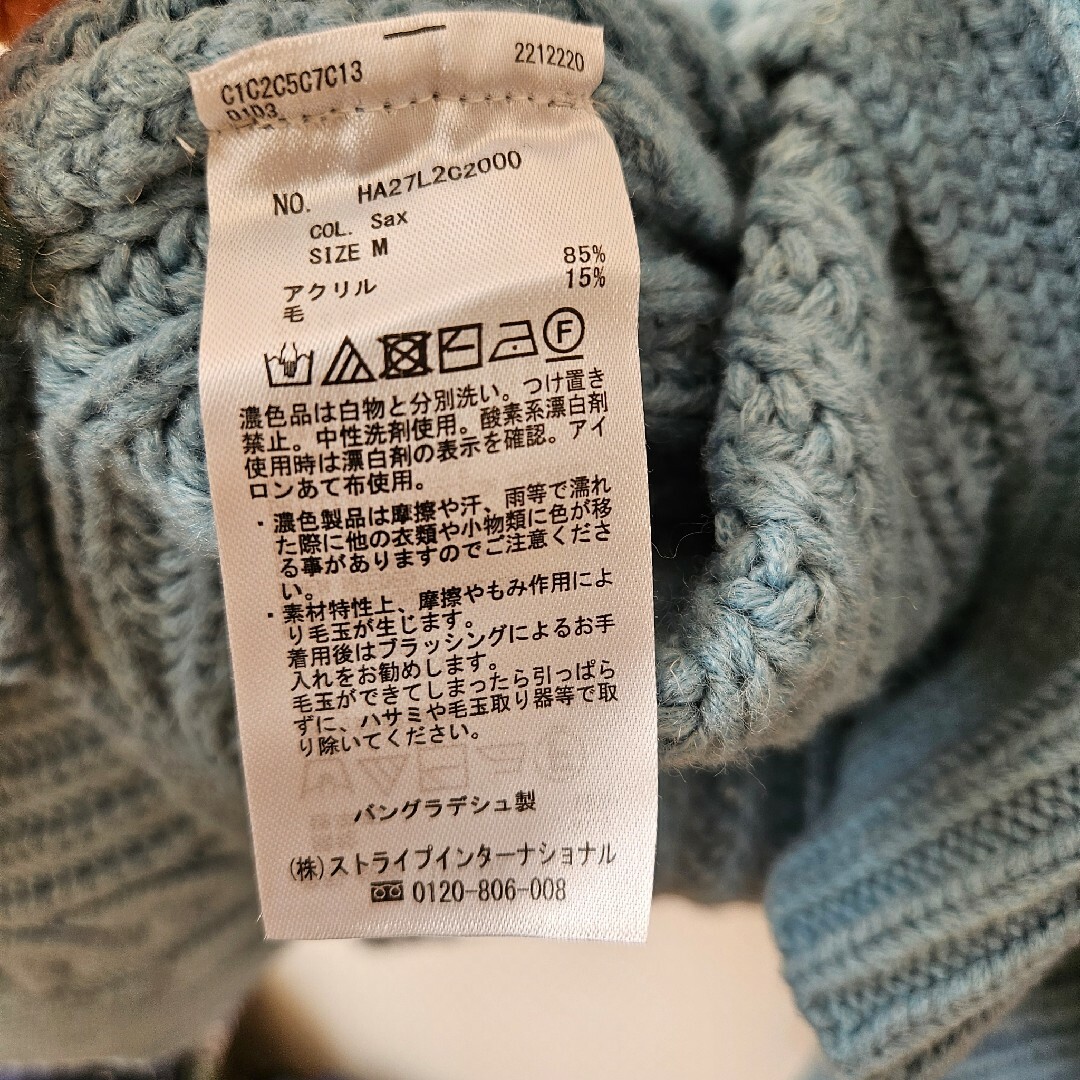 C1C2C5C7C13
2212220
D1D3
NO. HA27L2C2000
COL. Sax
SIZE M
アクリル 85%
毛 15%
F
濃色品は白物と分別洗い。つけ置き
禁止。中性洗剤使用。酸素系漂白剤
使用時は漂白剤の表示を確認。アイ
ロンあて布使用。
・濃色製品は摩擦や汗、雨等で濡れ
た際に他の衣類や小物類に色が移
る事がありますのでご注意くださ
い。
・素材特性上、摩擦やもみ作用によ
り毛玉が生じます。
着用後はブラッシングによるお手
入れをお勧めします。
毛玉ができてしまったら引っぱら
ずに、ハサミや毛玉取り器等で取
り除いてください。
バングラデシュ製
(株)ストライプインターナショナル
0120-806-008